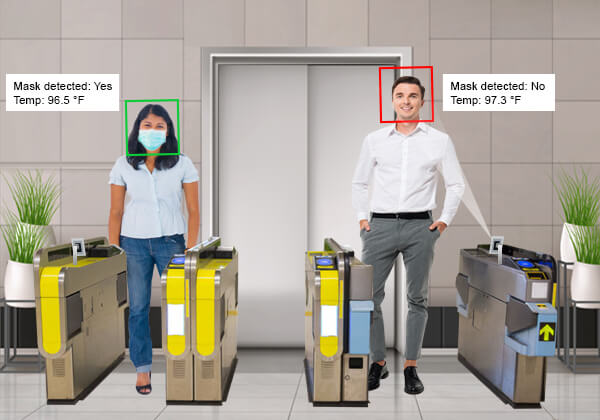 Mask detected: Yes
Temp: 96.5 °F
Mask detected: No
Temp: 97.3 °F